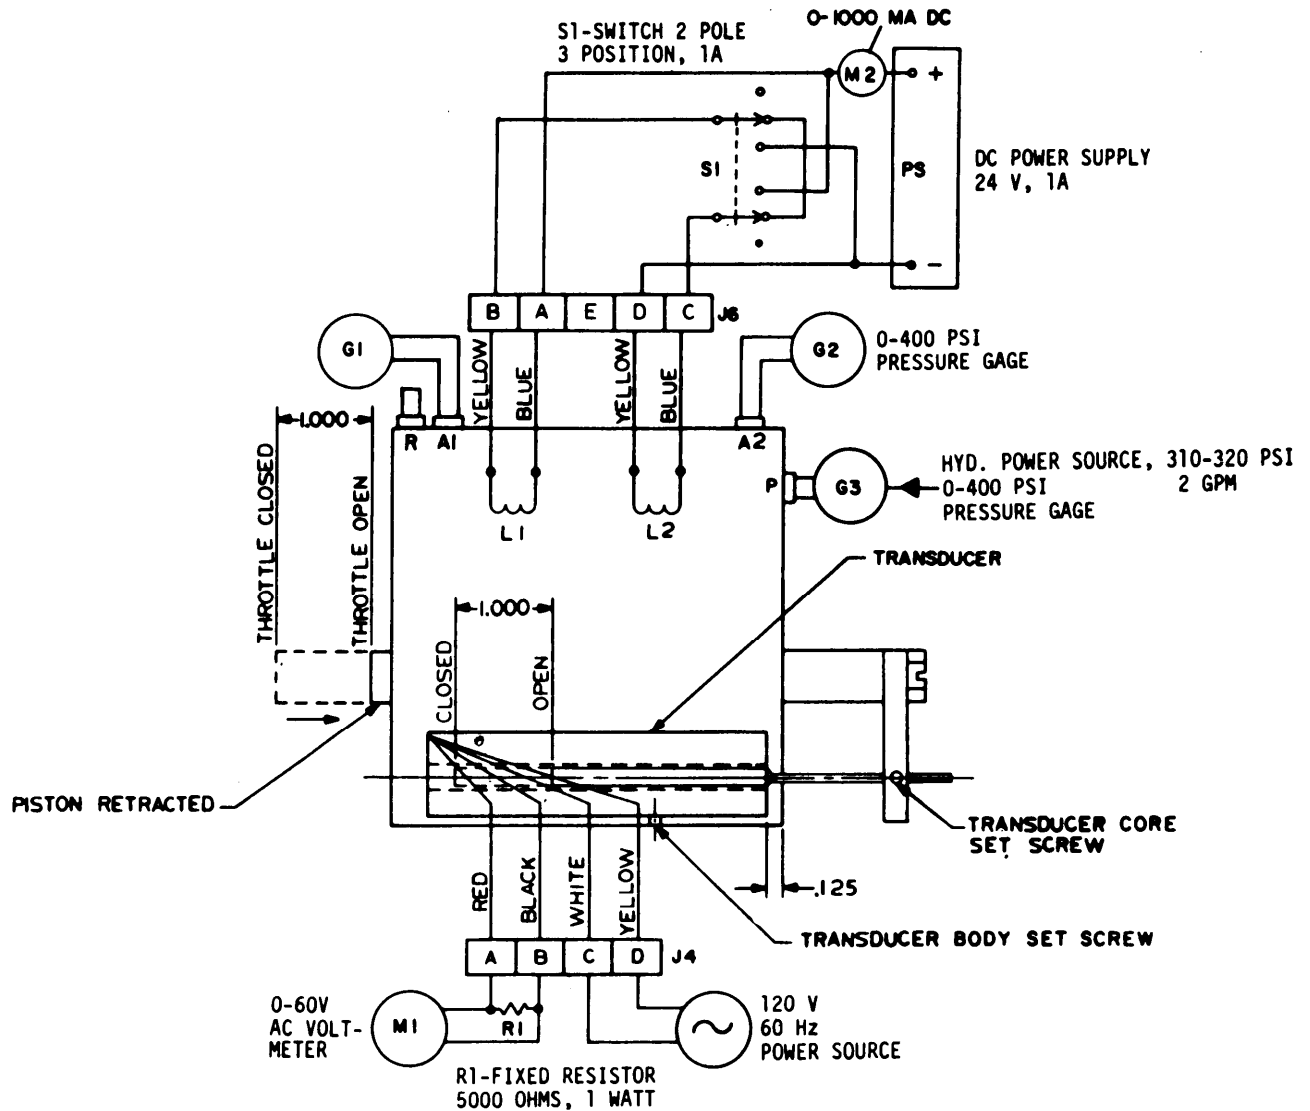 0-1000 MA DC
S1-SWITCH 2 POLE
3 POSITION, 1A
M2
+
S1
PS
DC POWER SUPPLY
24 V, 1A
-
B A E D C J6
G1
G2
0-400 PSI
PRESSURE GAGE
YELLOW
BLUE
YELLOW
BLUE
1.000
R A1
A2
THROTTLE CLOSED
THROTTLE OPEN
P
G3
HYD. POWER SOURCE, 310-320 PSI
0-400 PSI 2 GPM
PRESSURE GAGE
L1
L2
TRANSDUCER
1.000
CLOSED
OPEN
PISTON RETRACTED
TRANSDUCER CORE
SET SCREW
.125
RED
BLACK
WHITE
YELLOW
TRANSDUCER BODY SET SCREW
A B C D J4
0-60V
AC VOLT-
METER
M1
R1
120 V
60 Hz
POWER SOURCE
R1-FIXED RESISTOR
5000 OHMS, 1 WATT